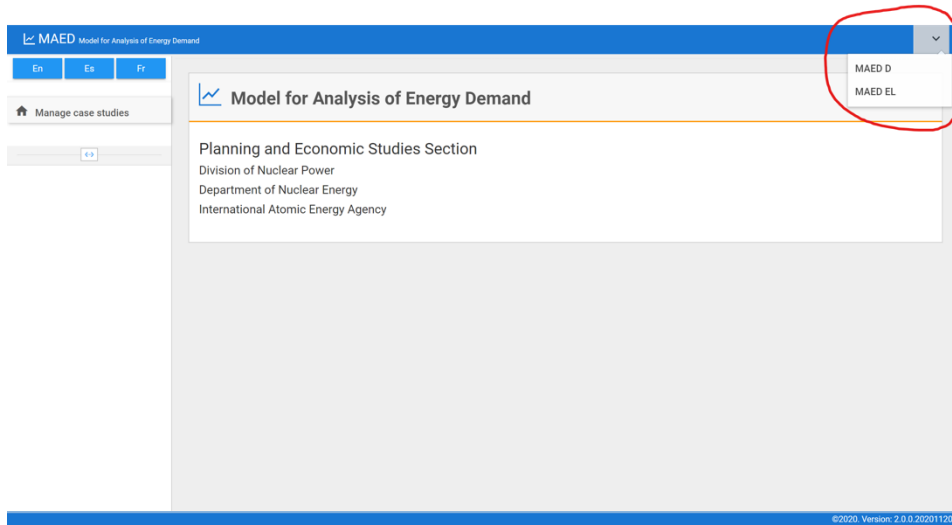 MAED Model for Analysis of Energy Demand
En Es Fr
Manage case studies
Model for Analysis of Energy Demand
Planning and Economic Studies Section
Division of Nuclear Power
Department of Nuclear Energy
International Atomic Energy Agency
MAED D
MAED EL
©2020. Version: 2.0.0.20201120